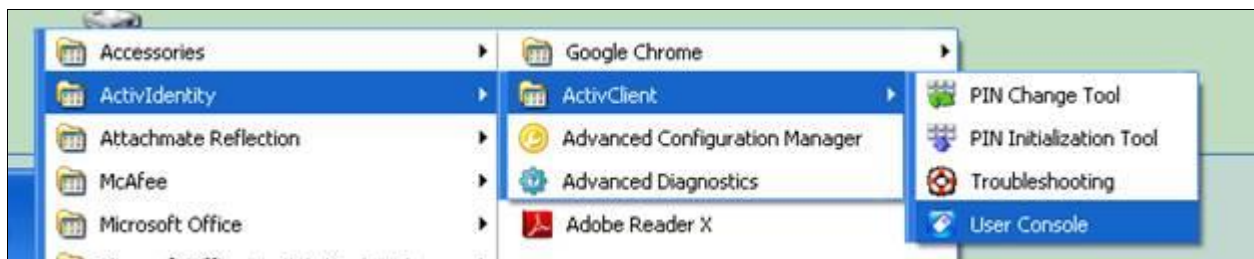 Accessories
ActivIdentity
Attachmate Reflection
McAfee
Microsoft Office
Google Chrome
ActivClient
Advanced Configuration Manager
Advanced Diagnostics
Adobe Reader X
PIN Change Tool
PIN Initialization Tool
Troubleshooting
User Console